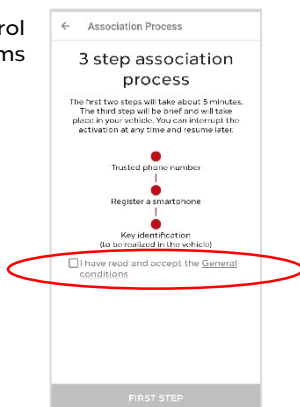 rol
ms
← Association Process
3 step association
process
The first two steps will take about 5 minutes.
The third step will be brief and will take
place in your vehicle. You can interrupt the
activation at any time and resume later.
Trusted phone number
Register a smartphone
Key identification
(to be realized in the vehicle)
I have read and accept the General
conditions
FIRST STEP